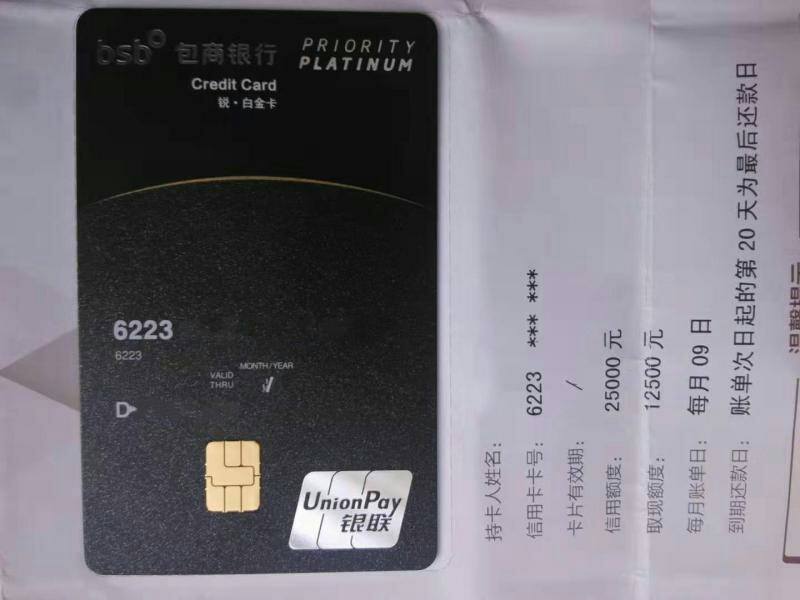 bsb 包商银行
PRIORITY
PLATINUM
Credit Card
锐·白金卡
6223
6223
MONTH/YEAR
VALID
THRU
/
D
UnionPay
银联
持卡人姓名：
信用卡卡号：6223 *** ***
卡片有效期： /
信用额度： 25000 元
取现额度： 12500 元
每月账单日： 每月 09 日
到期还款日： 账单次日起的第 20 天为最后还款日
温馨提示